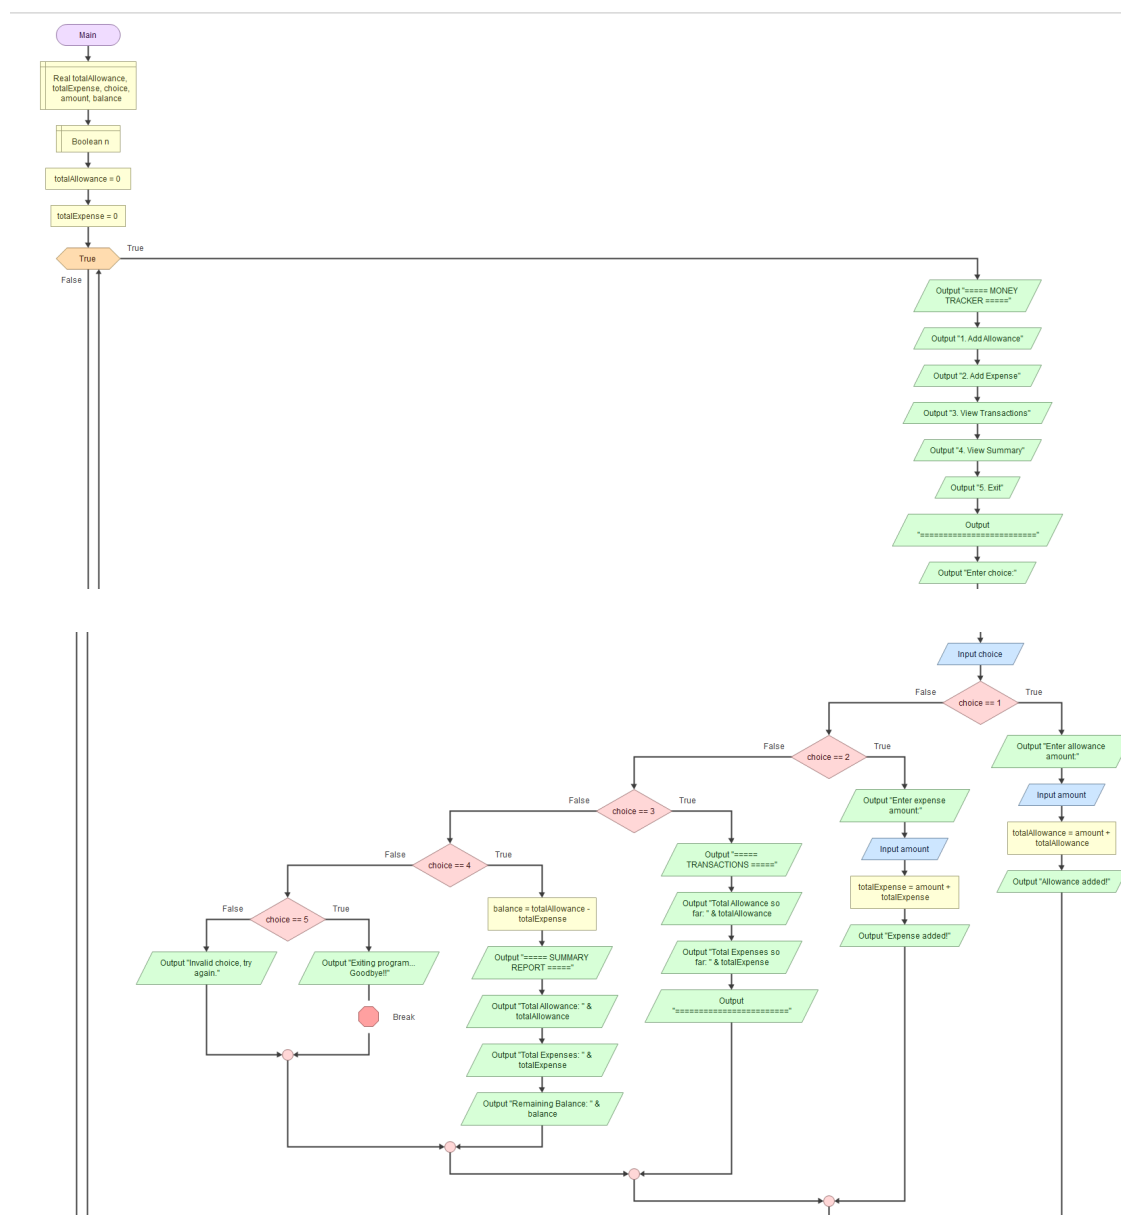 Main
Real totalAllowance,
totalExpense, choice,
amount, balance
Boolean n
totalAllowance = 0
totalExpense = 0
True
True
False
Output "===== MONEY
TRACKER ====="
Output "1. Add Allowance"
Output "2. Add Expense"
Output "3. View Transactions"
Output "4. View Summary"
Output "5. Exit"
Output
"========================="
Output "Enter choice:"
Input choice
False
True
choice == 1
Output "Enter allowance
amount:"
Input amount
totalAllowance = amount +
totalAllowance
Output "Allowance added!"
False
True
choice == 2
Output "Enter expense
amount:"
Input amount
totalExpense = amount +
totalExpense
Output "Expense added!"
False
True
choice == 3
Output "=====
TRANSACTIONS ====="
Output "Total Allowance so
far: " & totalAllowance
Output "Total Expenses so
far: " & totalExpense
Output
"========================"
False
True
choice == 4
balance = totalAllowance -
totalExpense
Output "===== SUMMARY
REPORT ====="
Output "Total Allowance: " &
totalAllowance
Output "Total Expenses: " &
totalExpense
Output "Remaining Balance: " &
balance
False
True
choice == 5
Output "Invalid choice, try
again."
Output "Exiting program...
Goodbye!!"
Break